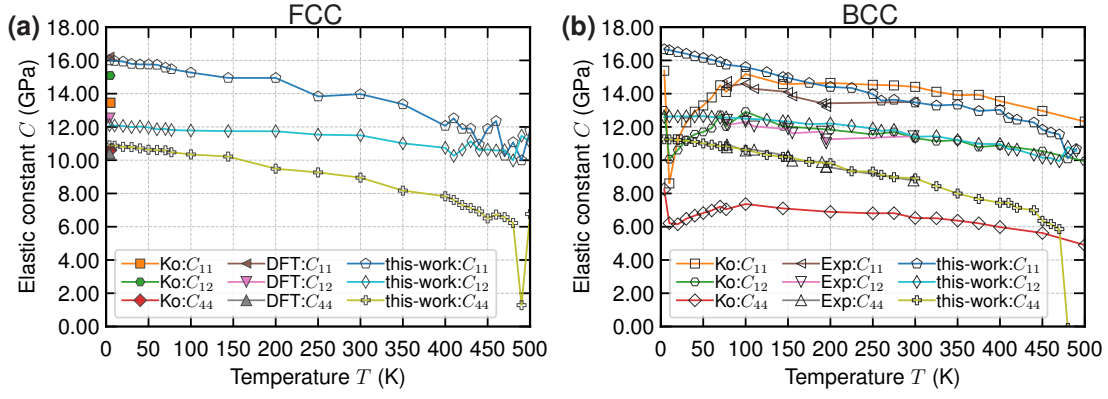 (a)
FCC
Elastic constant C (GPa)
18.00
16.00
14.00
12.00
10.00
8.00
6.00
4.00
2.00
0.00
Ko:C₁₁
Ko:C₁₂
Ko:C₄₄
DFT:C₁₁
DFT:C₁₂
DFT:C₄₄
this-work:C₁₁
this-work:C₁₂
this-work:C₄₄
0 50 100 150 200 250 300 350 400 450 500
Temperature T (K)
(b)
BCC
Elastic constant C (GPa)
18.00
16.00
14.00
12.00
10.00
8.00
6.00
4.00
2.00
0.00
Ko:C₁₁
Ko:C₁₂
Ko:C₄₄
Exp:C₁₁
Exp:C₁₂
Exp:C₄₄
this-work:C₁₁
this-work:C₁₂
this-work:C₄₄
0 50 100 150 200 250 300 350 400 450 500
Temperature T (K)